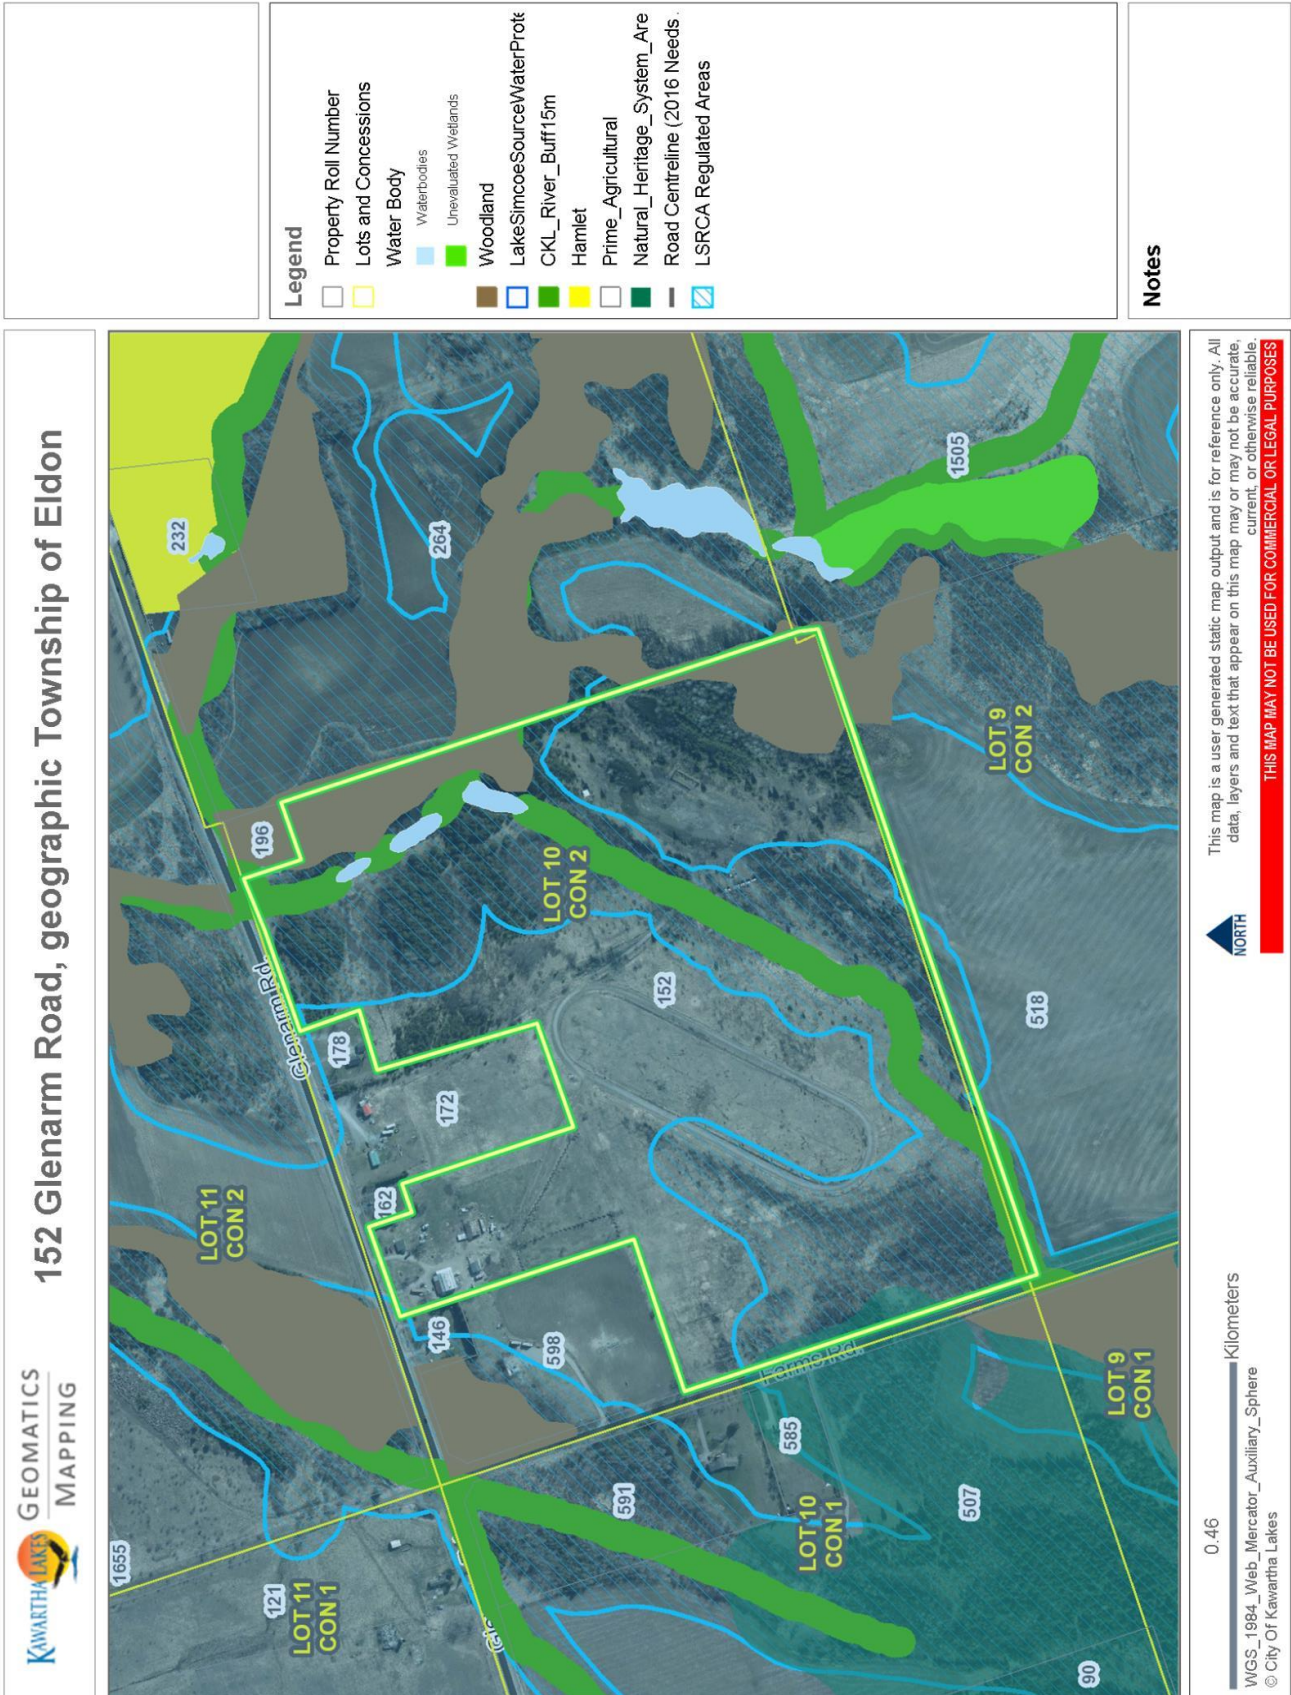 KAWARTHA LAKES
GEOMATICS
MAPPING
152 Glenarm Road, geographic Township of Eldon
1655
121
LOT 11
CON 1
LOT 11
CON 2
Glenarm Rd.
196
232
264
178
172
162
146
598
LOT 10
CON 2
152
591
585
LOT 10
CON 1
507
90
LOT 9
CON 1
518
LOT 9
CON 2
1505
Legend
Property Roll Number
Lots and Concessions
Water Body
Waterbodies
Unevaluated Wetlands
Woodland
LakeSimcoeSourceWaterProte
CKL_River_Buff15m
Hamlet
Prime_Agricultural
Natural_Heritage_System_Are
Road Centreline (2016 Needs
LSRCA Regulated Areas
Notes
0.46
Kilometers
WGS_1984_Web_Mercator_Auxiliary_Sphere
© City Of Kawartha Lakes
NORTH
This map is a user generated static map output and is for reference only. All
data, layers and text that appear on this map may or may not be accurate,
current, or otherwise reliable.
THIS MAP MAY NOT BE USED FOR COMMERCIAL OR LEGAL PURPOSES